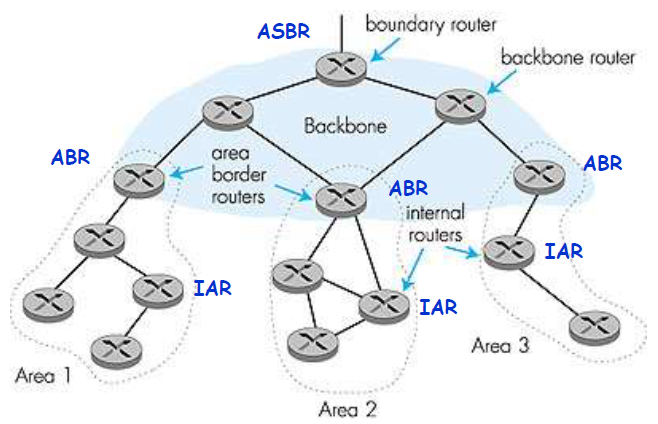 ASBR
boundary router
backbone router
Backbone
ABR
area
border
routers
ABR
ABR
internal
routers
IAR
IAR
IAR
Area 1
Area 2
Area 3